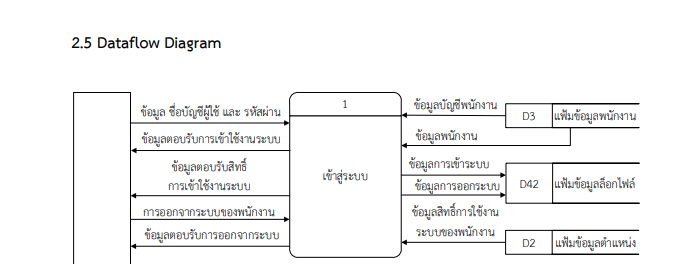 2.5 Dataflow Diagram
ข้อมูล ชื่อบัญชีผู้ใช้ และ รหัสผ่าน
ข้อมูลตอบรับการเข้าใช้งานระบบ
ข้อมูลตอบรับสิทธิ์
การเข้าใช้งานระบบ
การออกจากระบบของพนักงาน
ข้อมูลตอบรับการออกจากระบบ
1
เข้าสู่ระบบ
ข้อมูลบัญชีพนักงาน
ข้อมูลพนักงาน
ข้อมูลการเข้าระบบ
ข้อมูลการออกระบบ
ข้อมูลสิทธิ์การใช้งาน
ระบบของพนักงาน
D3 แฟ้มข้อมูลพนักงาน
D42 แฟ้มข้อมูลล็อกไฟล์
D2 แฟ้มข้อมูลตำแหน่ง